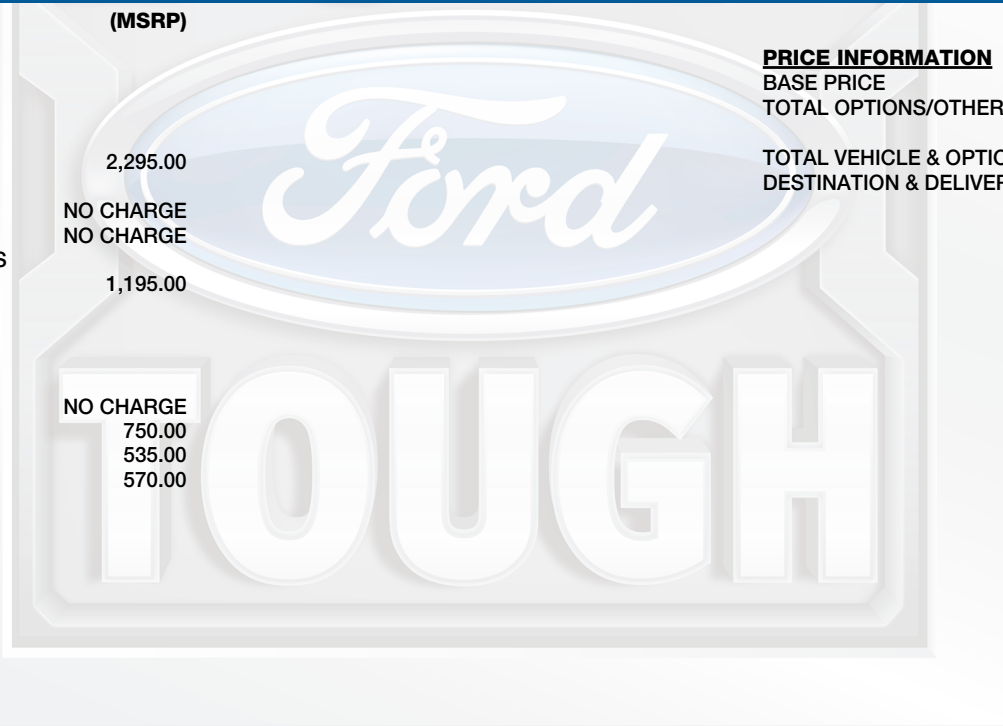 (MSRP)
2,295.00
NO CHARGE
NO CHARGE
S
1,195.00
NO CHARGE
750.00
535.00
570.00
PRICE INFORMATION
BASE PRICE
TOTAL OPTIONS/OTHER
TOTAL VEHICLE & OPTIO
DESTINATION & DELIVER
Ford
TOUGH